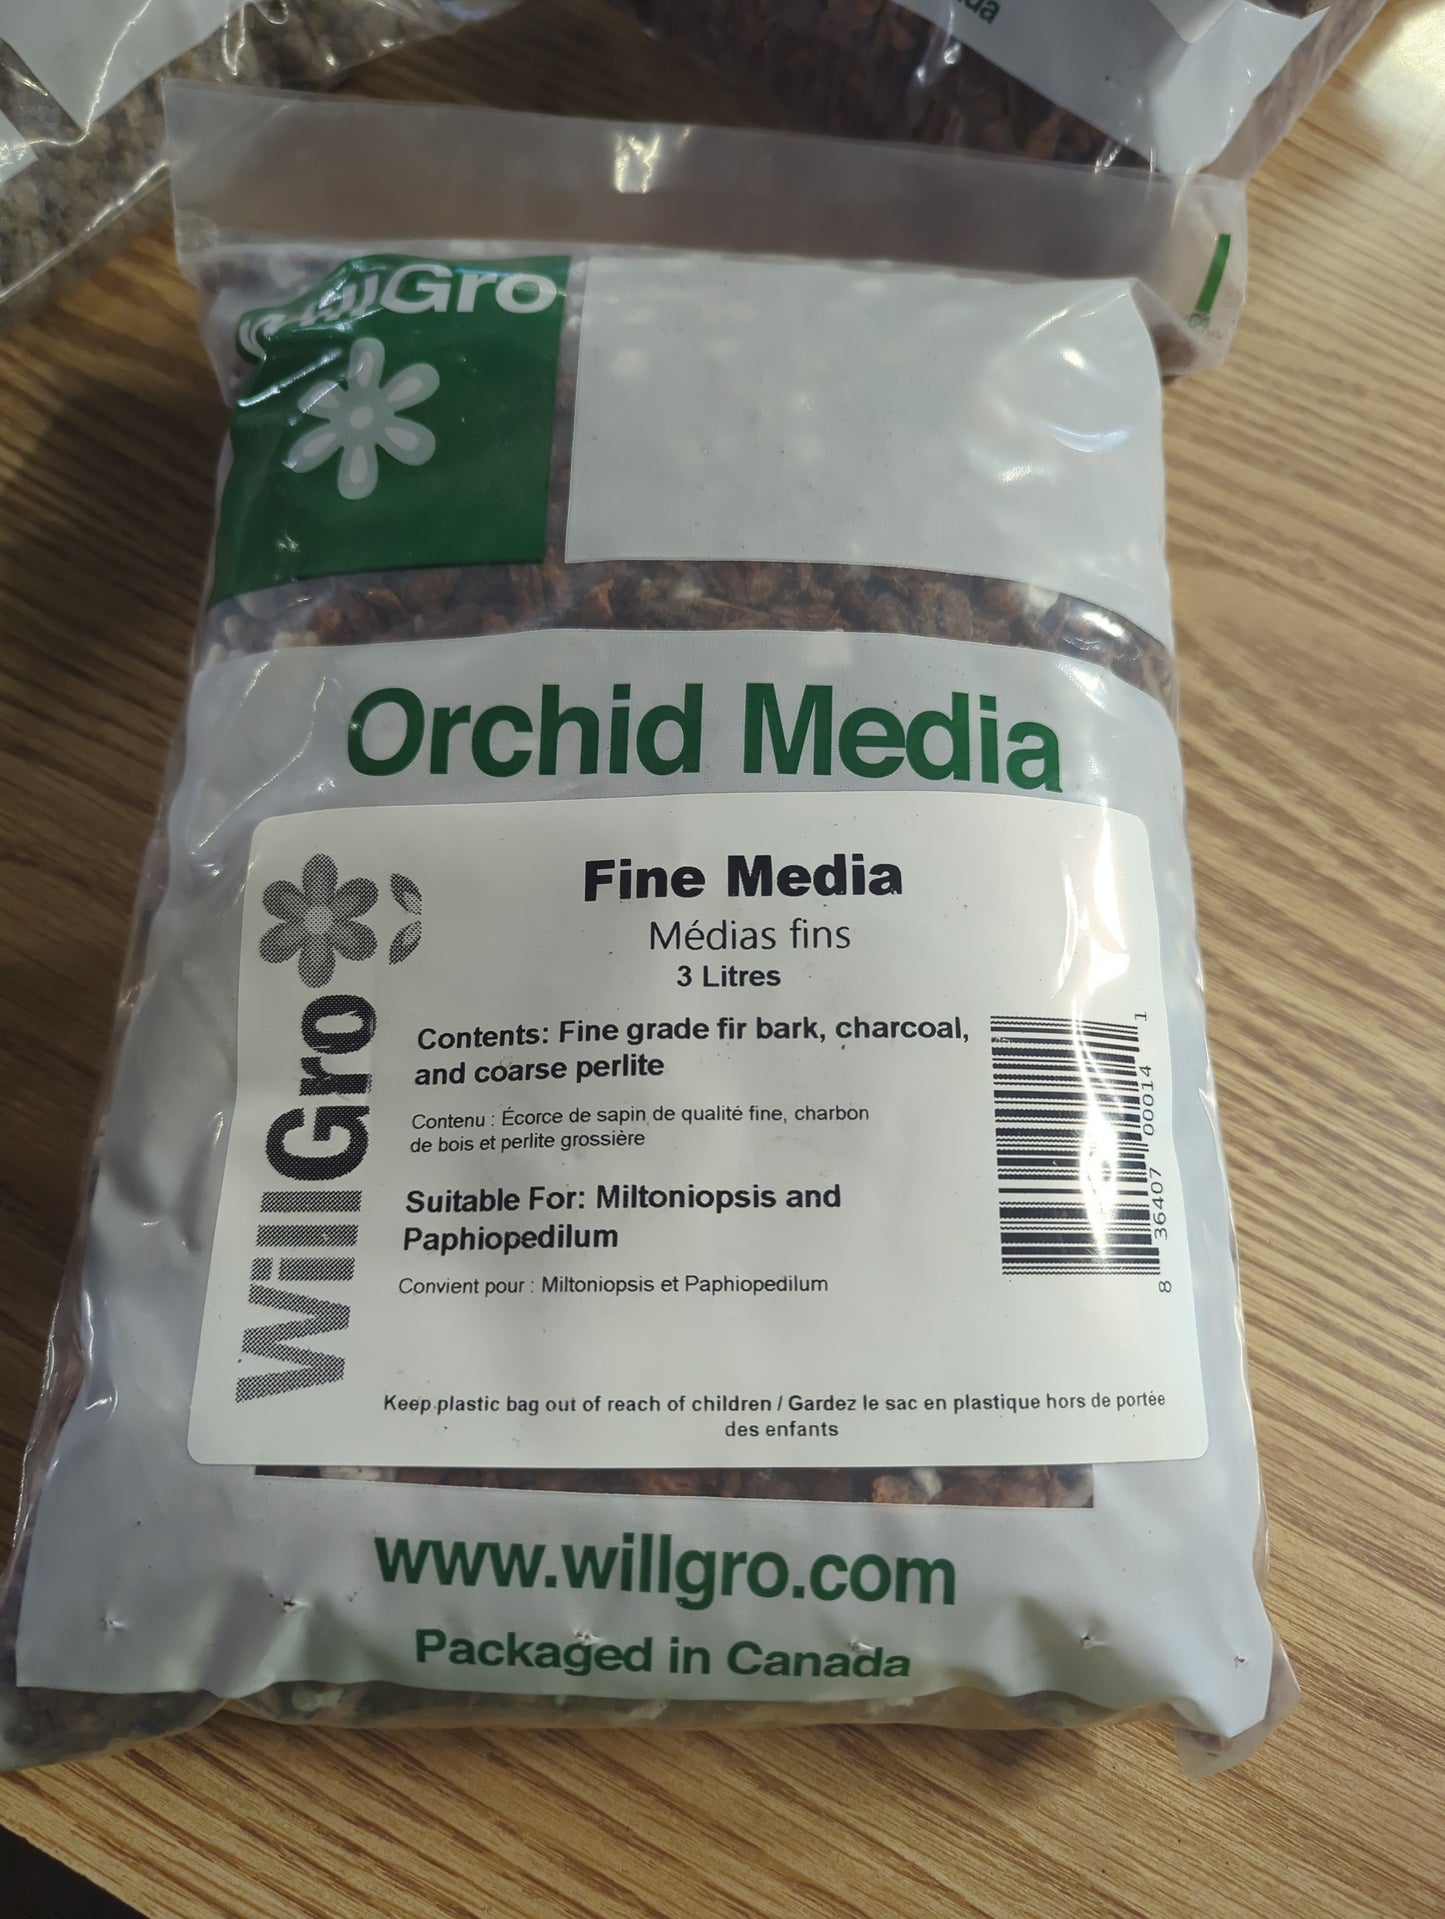 WillGro
Orchid Media
Fine Media
Médias fins
3 Litres
Contents: Fine grade fir bark, charcoal,
and coarse perlite
Contenu : Écorce de sapin de qualité fine, charbon
de bois et perlite grossière
Suitable For: Miltoniopsis and
Paphiopedilum
Convient pour : Miltoniopsis et Paphiopedilum
WillGro
8 36407 00014 1
Keep plastic bag out of reach of children / Gardez le sac en plastique hors de portée
des enfants
www.willgro.com
Packaged in Canada